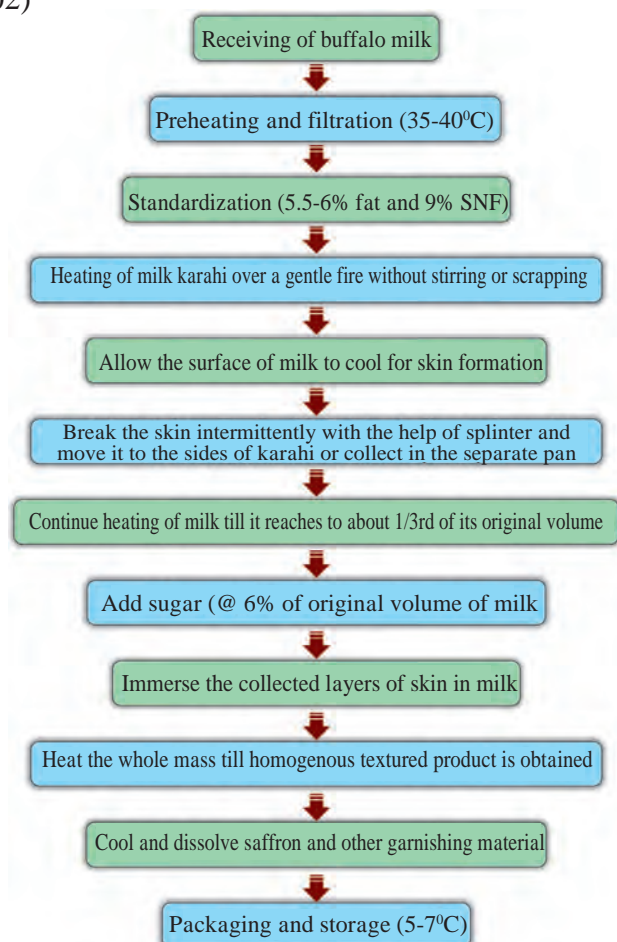 02)
Receiving of buffalo milk
Preheating and filtration (35-40⁰C)
Standardization (5.5-6% fat and 9% SNF)
Heating of milk karahi over a gentle fire without stirring or scrapping
Allow the surface of milk to cool for skin formation
Break the skin intermittently with the help of splinter and
move it to the sides of karahi or collect in the separate pan
Continue heating of milk till it reaches to about 1/3rd of its original volume
Add sugar (@ 6% of original volume of milk
Immerse the collected layers of skin in milk
Heat the whole mass till homogenous textured product is obtained
Cool and dissolve saffron and other garnishing material
Packaging and storage (5-7⁰C)